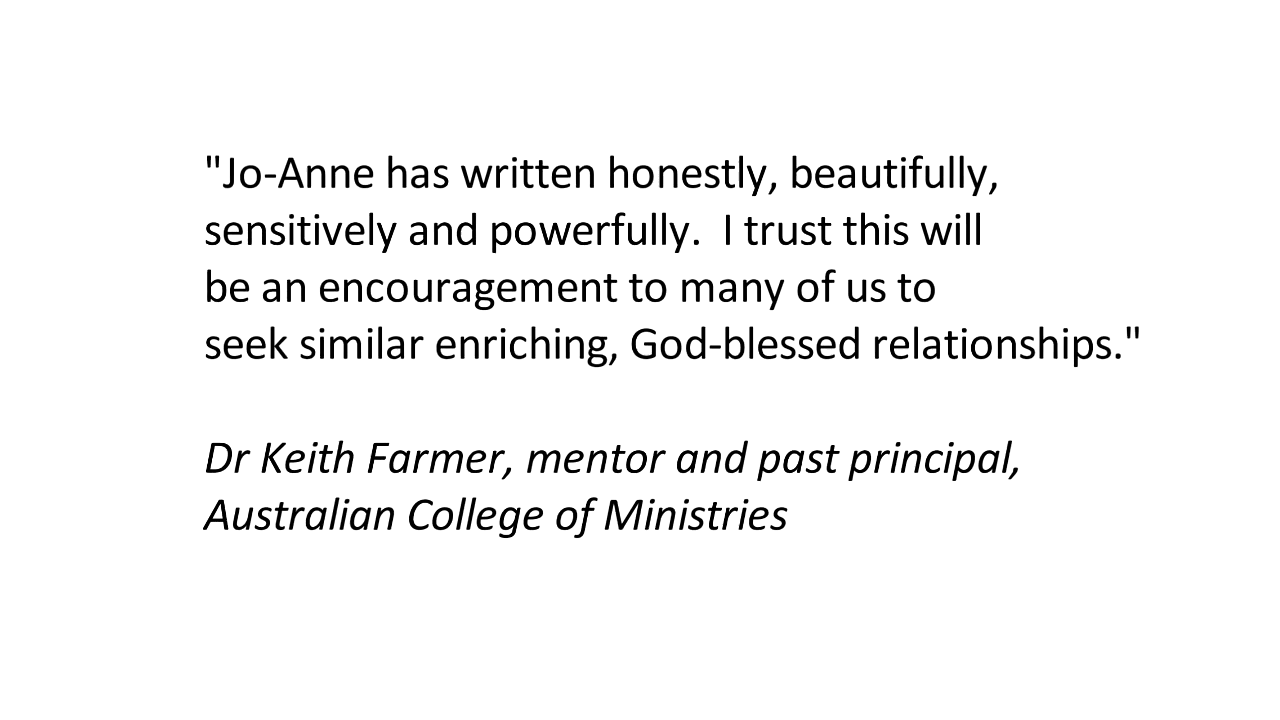 "Jo-Anne has written honestly, beautifully,
sensitively and powerfully.  I trust this will
be an encouragement to many of us to
seek similar enriching, God-blessed relationships."
Dr Keith Farmer, mentor and past principal,
Australian College of Ministries